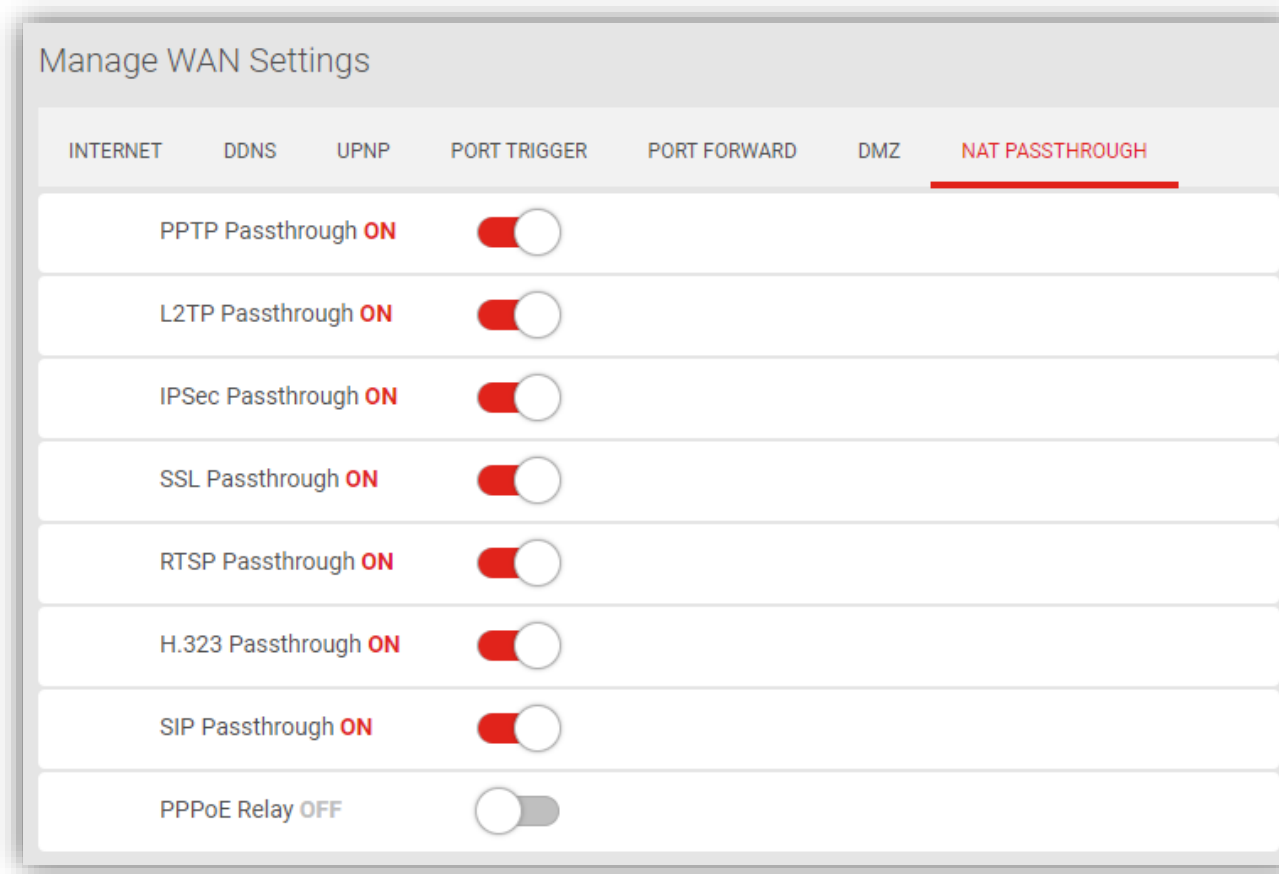 Manage WAN Settings
INTERNET DDNS UPNP PORT TRIGGER PORT FORWARD DMZ NAT PASSTHROUGH
PPTP Passthrough ON
L2TP Passthrough ON
IPSec Passthrough ON
SSL Passthrough ON
RTSP Passthrough ON
H.323 Passthrough ON
SIP Passthrough ON
PPPoE Relay OFF